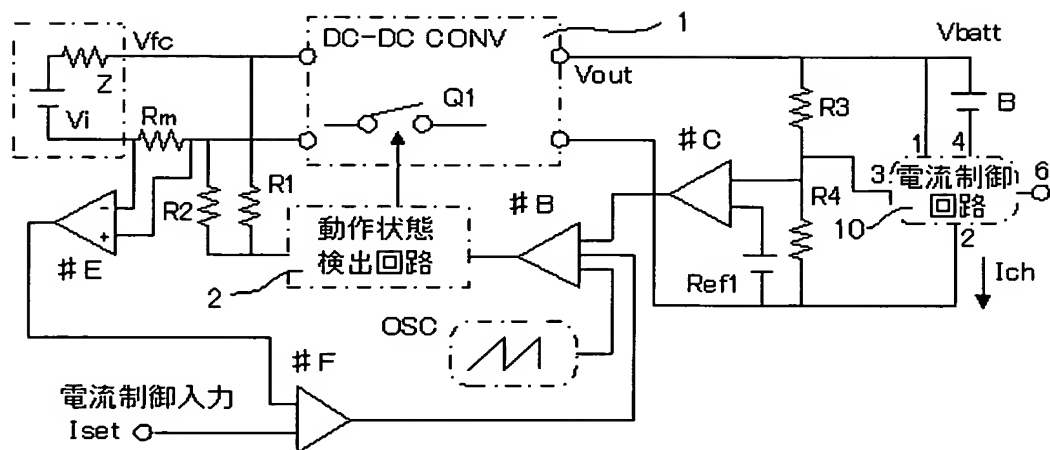 DC-DC CONV
1
Vfc
Z
Vi
Rm
Q1
Vout
Vbatt
R3
B
#C
1
4
3
電流制御
回路
6
10
2
R4
R2
R1
#B
動作状態
検出回路
2
#E
Ref1
Ich
OSC
#F
電流制御入力
Iset
-
+